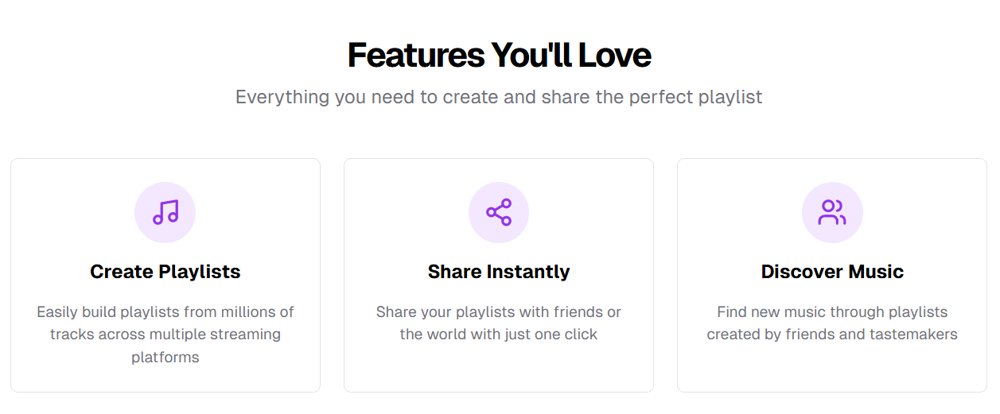 Features You'll Love
Everything you need to create and share the perfect playlist
Create Playlists
Easily build playlists from millions of
tracks across multiple streaming
platforms
Share Instantly
Share your playlists with friends or
the world with just one click
Discover Music
Find new music through playlists
created by friends and tastemakers